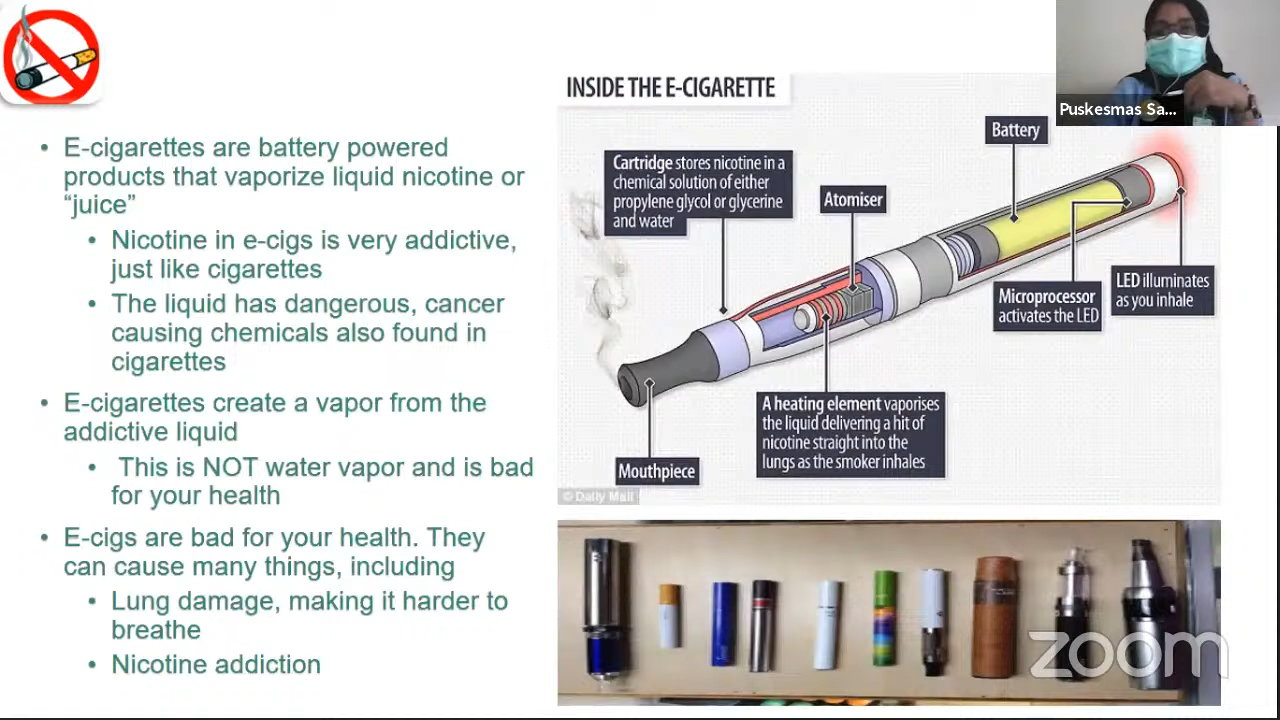 Puskesmas Sa...
INSIDE THE E-CIGARETTE
• E-cigarettes are battery powered
products that vaporize liquid nicotine or
“juice”
• Nicotine in e-cigs is very addictive,
just like cigarettes
• The liquid has dangerous, cancer
causing chemicals also found in
cigarettes
• E-cigarettes create a vapor from the
addictive liquid
• This is NOT water vapor and is bad
for your health
• E-cigs are bad for your health. They
can cause many things, including
• Lung damage, making it harder to
breathe
• Nicotine addiction
Cartridge stores nicotine in a
chemical solution of either
propylene glycol or glycerine
and water
Atomiser
Battery
Microprocessor
activates the LED
LED illuminates
as you inhale
A heating element vaporises
the liquid delivering a hit of
nicotine straight into the
lungs as the smoker inhales
Mouthpiece
© Daily Mail
zoom